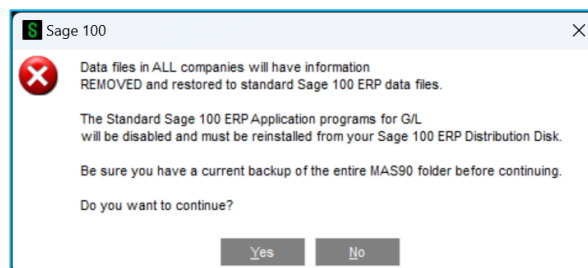 Sage 100
Data files in ALL companies will have information
REMOVED and restored to standard Sage 100 ERP data files.
The Standard Sage 100 ERP Application programs for G/L
will be disabled and must be reinstalled from your Sage 100 ERP Distribution Disk.
Be sure you have a current backup of the entire MAS90 folder before continuing.
Do you want to continue?
Yes No